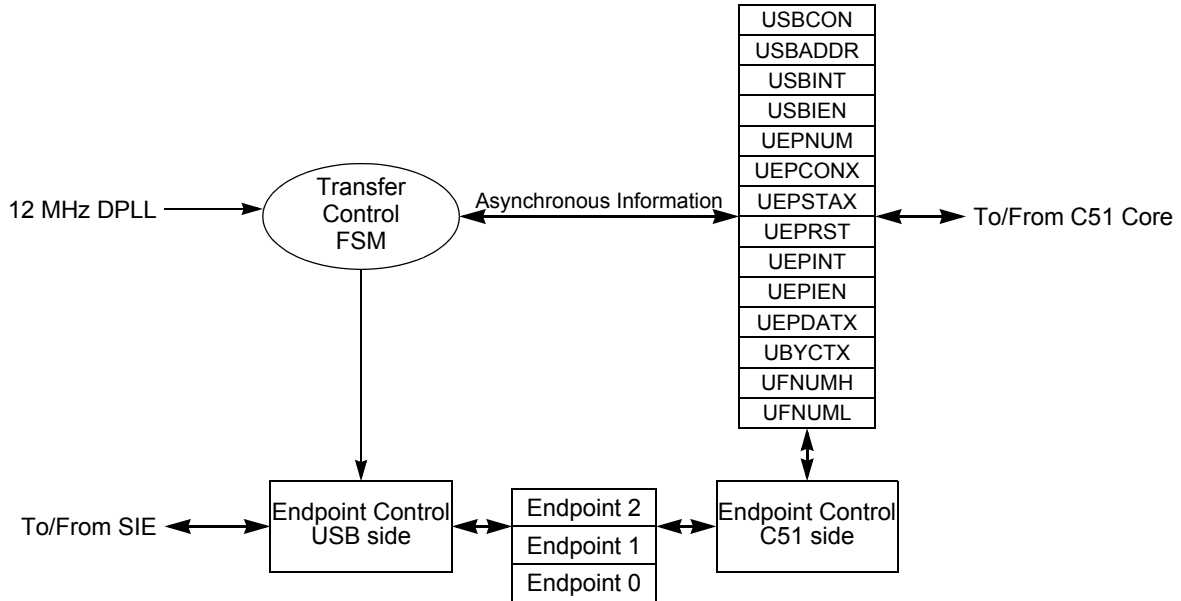 USBCON
USBADDR
USBINT
USBIEN
UEPNUM
UEPCONX
UEPSTAX
UEPRST
UEPINT
UEPIEN
UEPDATX
UBYCTX
UFNUMH
UFNUML
12 MHz DPLL
Transfer
Control
FSM
Asynchronous Information
To/From C51 Core
To/From SIE
Endpoint Control
USB side
Endpoint 2
Endpoint 1
Endpoint 0
Endpoint Control
C51 side